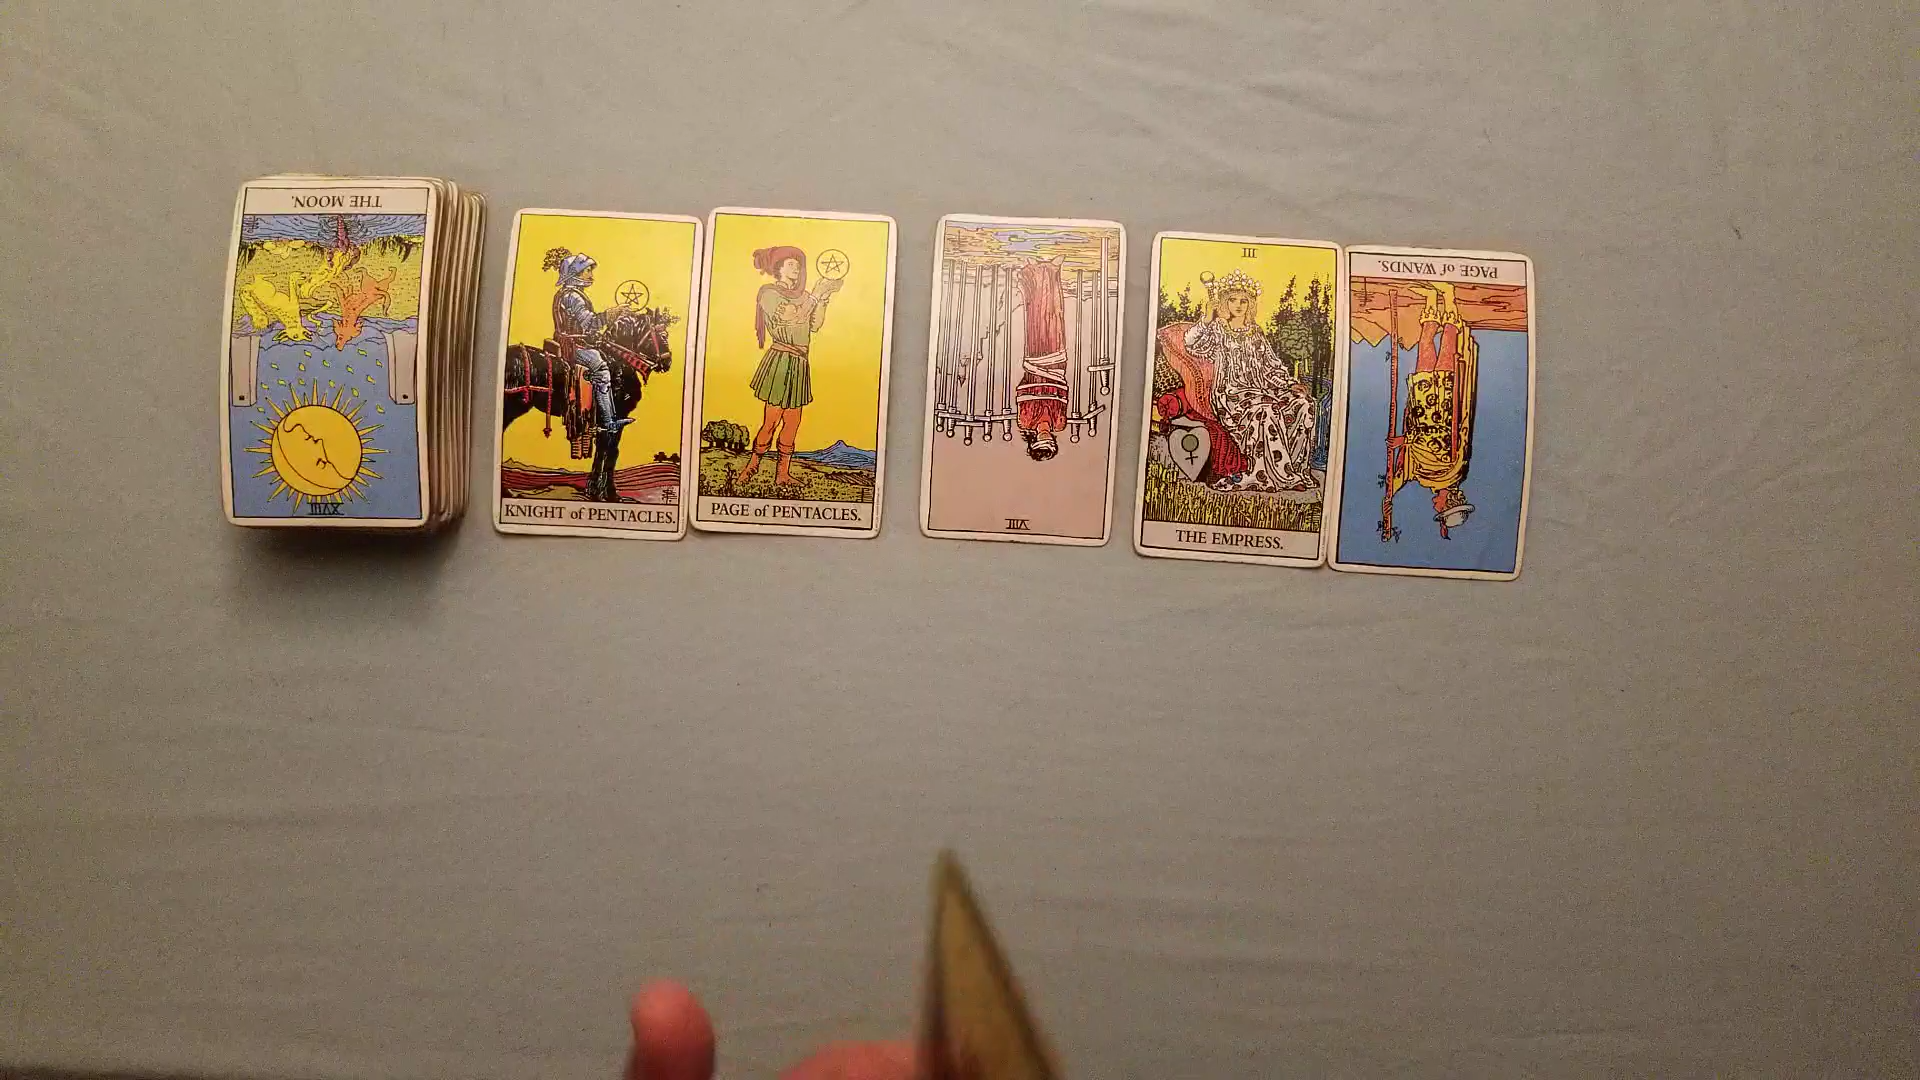 THE MOON.
XVIII
KNIGHT of PENTACLES.
PAGE of PENTACLES.
VIII
III
THE EMPRESS.
PAGE of WANDS.